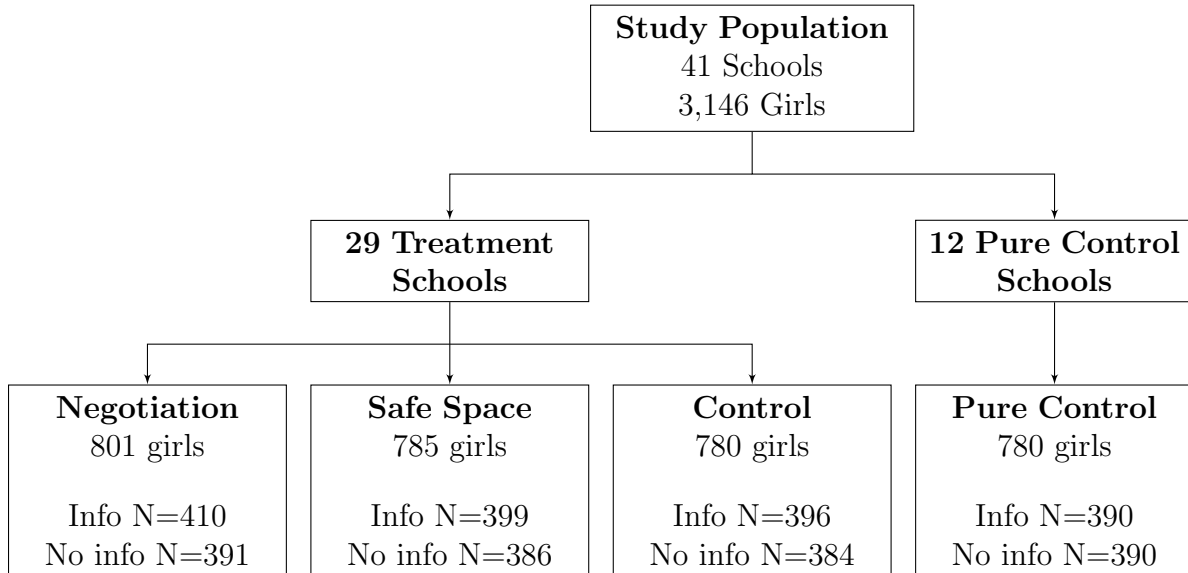 Study Population
41 Schools
3,146 Girls
29 Treatment
Schools
12 Pure Control
Schools
Negotiation
801 girls
Info N=410
No info N=391
Safe Space
785 girls
Info N=399
No info N=386
Control
780 girls
Info N=396
No info N=384
Pure Control
780 girls
Info N=390
No info N=390